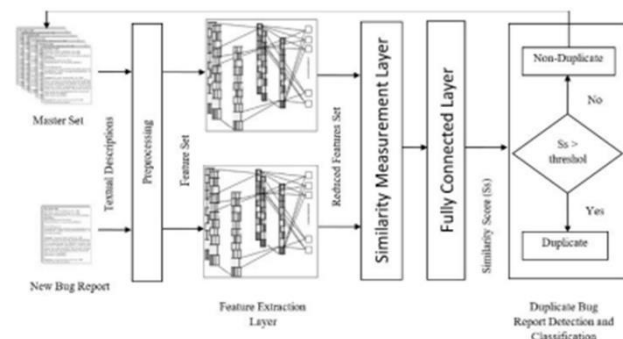 Master Set
New Bug Report
Textual Descriptions
Preprocessing
Feature Set
Feature Extraction
Layer
Reduced Features Set
Similarity Measurement Layer
Fully Connected Layer
Similarity Score (Ss)
Non-Duplicate
No
Ss >
threshol
Yes
Duplicate
Duplicate Bug
Report Detection and
Classification